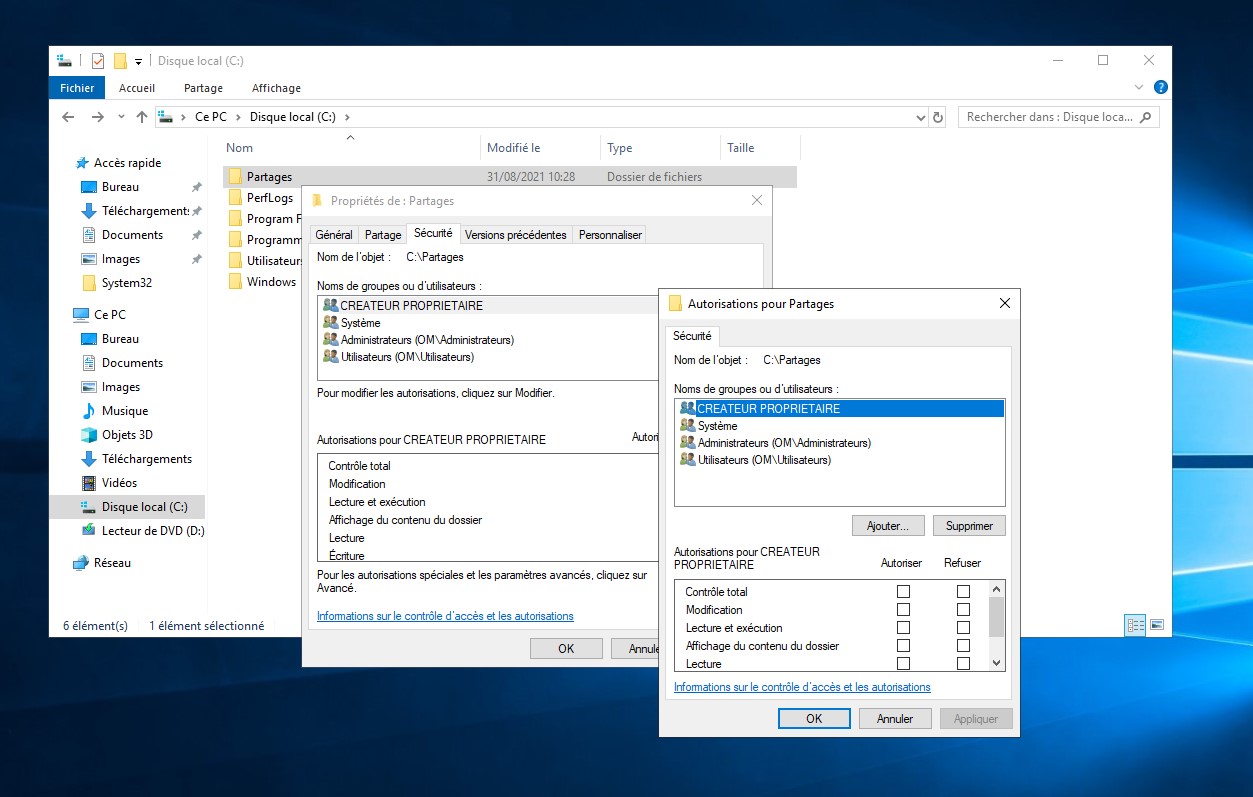 Disque local (C:)
Fichier Accueil Partage Affichage
Ce PC Disque local (C:)
Rechercher dans : Disque loca...
Nom Modifié le Type Taille
Accès rapide
Bureau
Téléchargements
Documents
Images
System32
Ce PC
Bureau
Documents
Images
Musique
Objets 3D
Téléchargements
Vidéos
Disque local (C:)
Lecteur de DVD (D:)
Réseau
Partages 31/08/2021 10:28 Dossier de fichiers
PerfLogs
Program F
Programm
Utilisateurs
Windows
6 élément(s) 1 élément sélectionné
Propriétés de : Partages
Général Partage Sécurité Versions précédentes Personnaliser
Nom de l'objet : C:\Partages
Noms de groupes ou d'utilisateurs :
CREATEUR PROPRIETAIRE
Système
Administrateurs (OM\Administrateurs)
Utilisateurs (OM\Utilisateurs)
Pour modifier les autorisations, cliquez sur Modifier.
Autorisations pour CREATEUR PROPRIETAIRE Autori
Contrôle total
Modification
Lecture et exécution
Affichage du contenu du dossier
Lecture
Écriture
Pour les autorisations spéciales et les paramètres avancés, cliquez sur
Avancé.
Informations sur le contrôle d'accès et les autorisations
OK Annule
Autorisations pour Partages
Sécurité
Nom de l'objet : C:\Partages
Noms de groupes ou d'utilisateurs :
CREATEUR PROPRIETAIRE
Système
Administrateurs (OM\Administrateurs)
Utilisateurs (OM\Utilisateurs)
Ajouter... Supprimer
Autorisations pour CREATEUR
PROPRIETAIRE Autoriser Refuser
Contrôle total
Modification
Lecture et exécution
Affichage du contenu du dossier
Lecture
Informations sur le contrôle d'accès et les autorisations
OK Annuler Appliquer